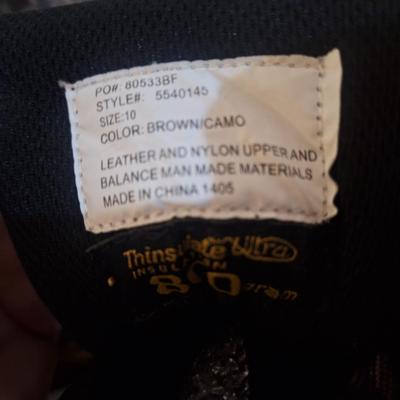 PO#: 80533BF
STYLE#: 5540145
SIZE:10
COLOR: BROWN/CAMO
LEATHER AND NYLON UPPER AND
BALANCE MAN MADE MATERIALS
MADE IN CHINA 1405
Thinsulate Ultra
INSULATION
800 gram